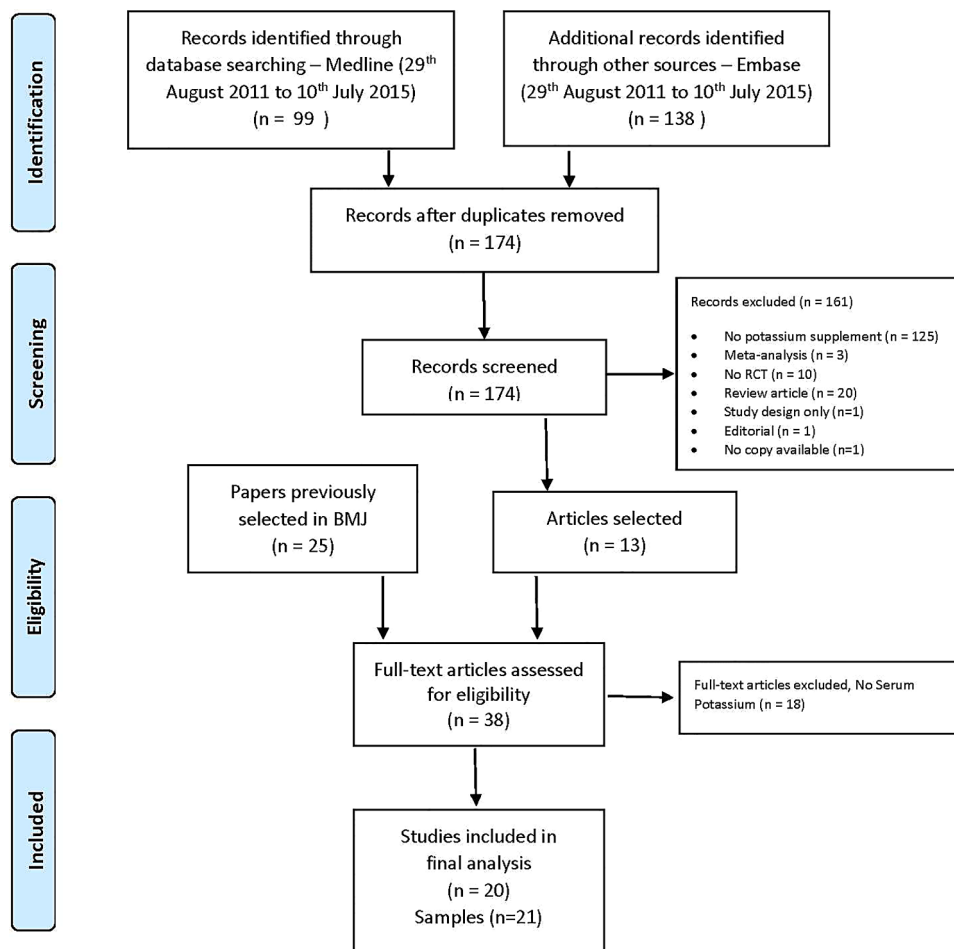 Identification
Records identified through
database searching – Medline (29th
August 2011 to 10th July 2015)
(n = 99 )
Additional records identified
through other sources – Embase
(29th August 2011 to 10th July 2015)
(n = 138 )
Records after duplicates removed
(n = 174)
Screening
Records screened
(n = 174)
Records excluded (n = 161)
• No potassium supplement (n = 125)
• Meta-analysis (n = 3)
• No RCT (n = 10)
• Review article (n = 20)
• Study design only (n=1)
• Editorial (n = 1)
• No copy available (n=1)
Eligibility
Papers previously
selected in BMJ
(n = 25)
Articles selected
(n = 13)
Full-text articles assessed
for eligibility
(n = 38)
Full-text articles excluded, No Serum
Potassium (n = 18)
Included
Studies included in
final analysis
(n = 20)
Samples (n=21)